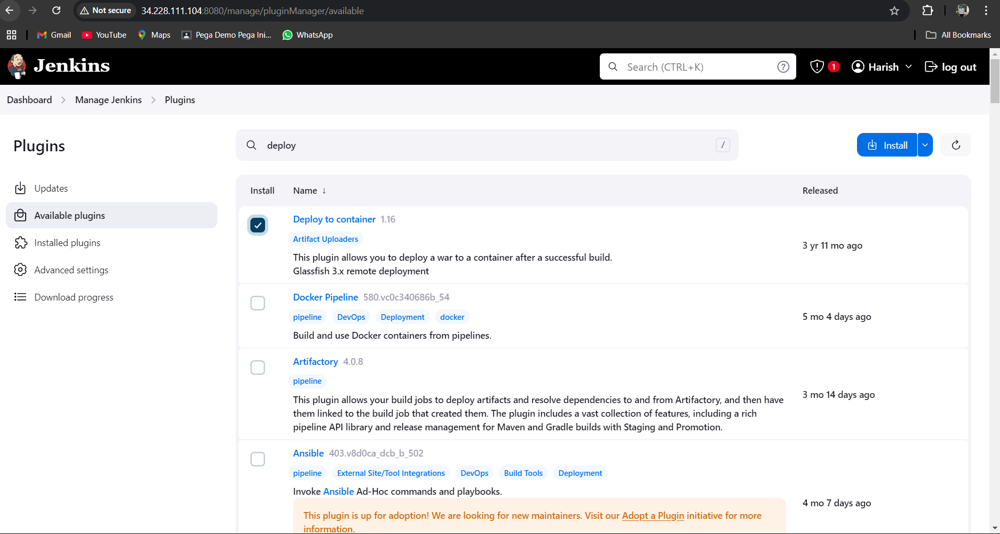 Not secure 34.228.111.104:8080/manage/pluginManager/available
Gmail YouTube Maps Pega Demo Pega Ini... WhatsApp All Bookmarks
Jenkins
Search (CTRL+K)
1
Harish
log out
Dashboard Manage Jenkins Plugins
Plugins
Updates
Available plugins
Installed plugins
Advanced settings
Download progress
deploy /
Install
Install Name ↓ Released
Deploy to container 1.16
Artifact Uploaders
This plugin allows you to deploy a war to a container after a successful build.
Glassfish 3.x remote deployment
3 yr 11 mo ago
Docker Pipeline 580.vc0c340686b_54
pipeline DevOps Deployment docker
Build and use Docker containers from pipelines.
5 mo 4 days ago
Artifactory 4.0.8
pipeline
This plugin allows your build jobs to deploy artifacts and resolve dependencies to and from Artifactory, and then have
them linked to the build job that created them. The plugin includes a vast collection of features, including a rich
pipeline API library and release management for Maven and Gradle builds with Staging and Promotion.
3 mo 14 days ago
Ansible 403.v8d0ca_dcb_b_502
pipeline External Site/Tool Integrations DevOps Build Tools Deployment
Invoke Ansible Ad-Hoc commands and playbooks.
This plugin is up for adoption! We are looking for new maintainers. Visit our Adopt a Plugin initiative for more
information.
4 mo 7 days ago